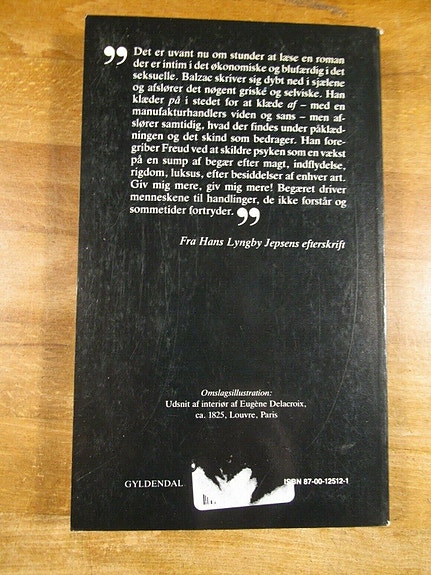 ”Det er uvant nu om stunder at læse en roman
der er intim i det økonomiske og blufærdig i det
seksuelle. Balzac skriver sig dybt ned i sjælene
og afslører det nøgent griske og selviske. Han
klæder på i stedet for at klæde af – med en
manufakturhandlers viden og sans – men af-
slører samtidig, hvad der findes under påklæd-
ningen og det skind som bedrager. Han fore-
griber Freud ved at skildre psyken som en vækst
på en sump af begær efter magt, indflydelse,
rigdom, luksus, efter besiddelser af enhver art.
Giv mig mere, giv mig mere! Begæret driver
menneskene til handlinger, de ikke forstår og
sommetider fortryder.”
Fra Hans Lyngby Jepsens efterskrift
Omslagsillustration:
Udsnit af interiør af Eugène Delacroix,
ca. 1825, Louvre, Paris
GYLDENDAL
ISBN 87-00-12512-1